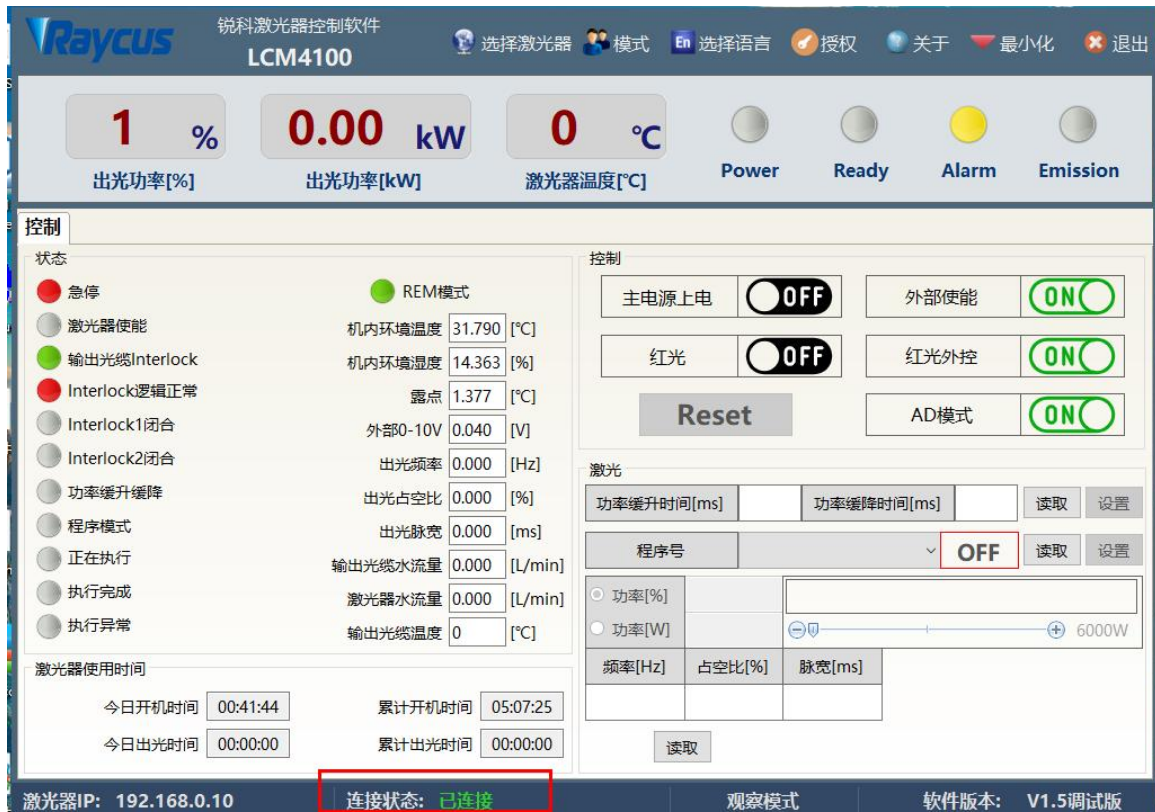 Raycus
锐科激光器控制软件
LCM4100
选择激光器 模式 En 选择语言 授权 关于 最小化 退出
1 % 0.00 kW 0 ℃
出光功率[%] 出光功率[kW] 激光器温度[℃] Power Ready Alarm Emission
控制
状态
急停 REM模式
激光器使能 机内环境温度 31.790 [℃]
输出光缆Interlock 机内环境湿度 14.363 [%]
Interlock逻辑正常 露点 1.377 [℃]
Interlock1闭合 外部0-10V 0.040 [V]
Interlock2闭合 出光频率 0.000 [Hz]
功率缓升缓降 出光占空比 0.000 [%]
程序模式 出光脉宽 0.000 [ms]
正在执行 输出光缆水流量 0.000 [L/min]
执行完成 激光器水流量 0.000 [L/min]
执行异常 输出光缆温度 0 [℃]
激光器使用时间
今日开机时间 00:41:44 累计开机时间 05:07:25
今日出光时间 00:00:00 累计出光时间 00:00:00
控制
主电源上电 OFF 外部使能 ON
红光 OFF 红光外控 ON
Reset AD模式 ON
激光
功率缓升时间[ms] 功率缓降时间[ms] 读取 设置
程序号 OFF 读取 设置
功率[%]
功率[W] 6000W
频率[Hz] 占空比[%] 脉宽[ms]
读取
激光器IP: 192.168.0.10 连接状态: 已连接 观察模式 软件版本: V1.5调试版